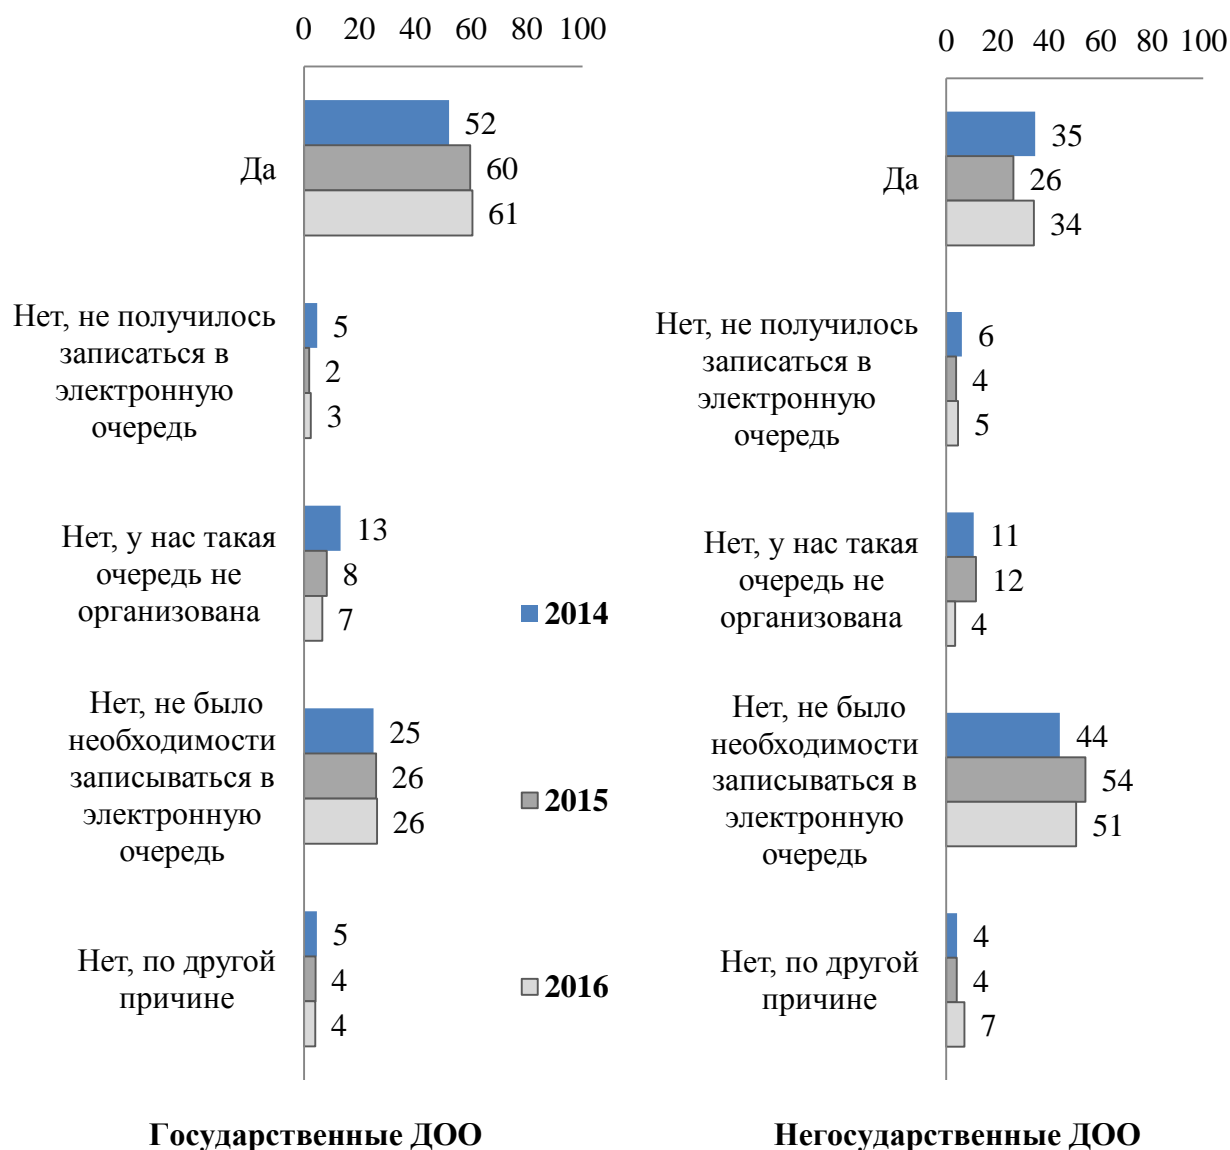 0 20 40 60 80 100
Да
52
60
61
Нет, не получилось
записаться в
электронную
очередь
5
2
3
Нет, у нас такая
очередь не
организована
13
8
7
Нет, не было
необходимости
записываться в
электронную
очередь
25
26
26
Нет, по другой
причине
5
4
4
Государственные ДОО
2014
2015
2016
0 20 40 60 80 100
Да
35
26
34
Нет, не получилось
записаться в
электронную
очередь
6
4
5
Нет, у нас такая
очередь не
организована
11
12
4
Нет, не было
необходимости
записываться в
электронную
очередь
44
54
51
Нет, по другой
причине
4
4
7
Негосударственные ДОО